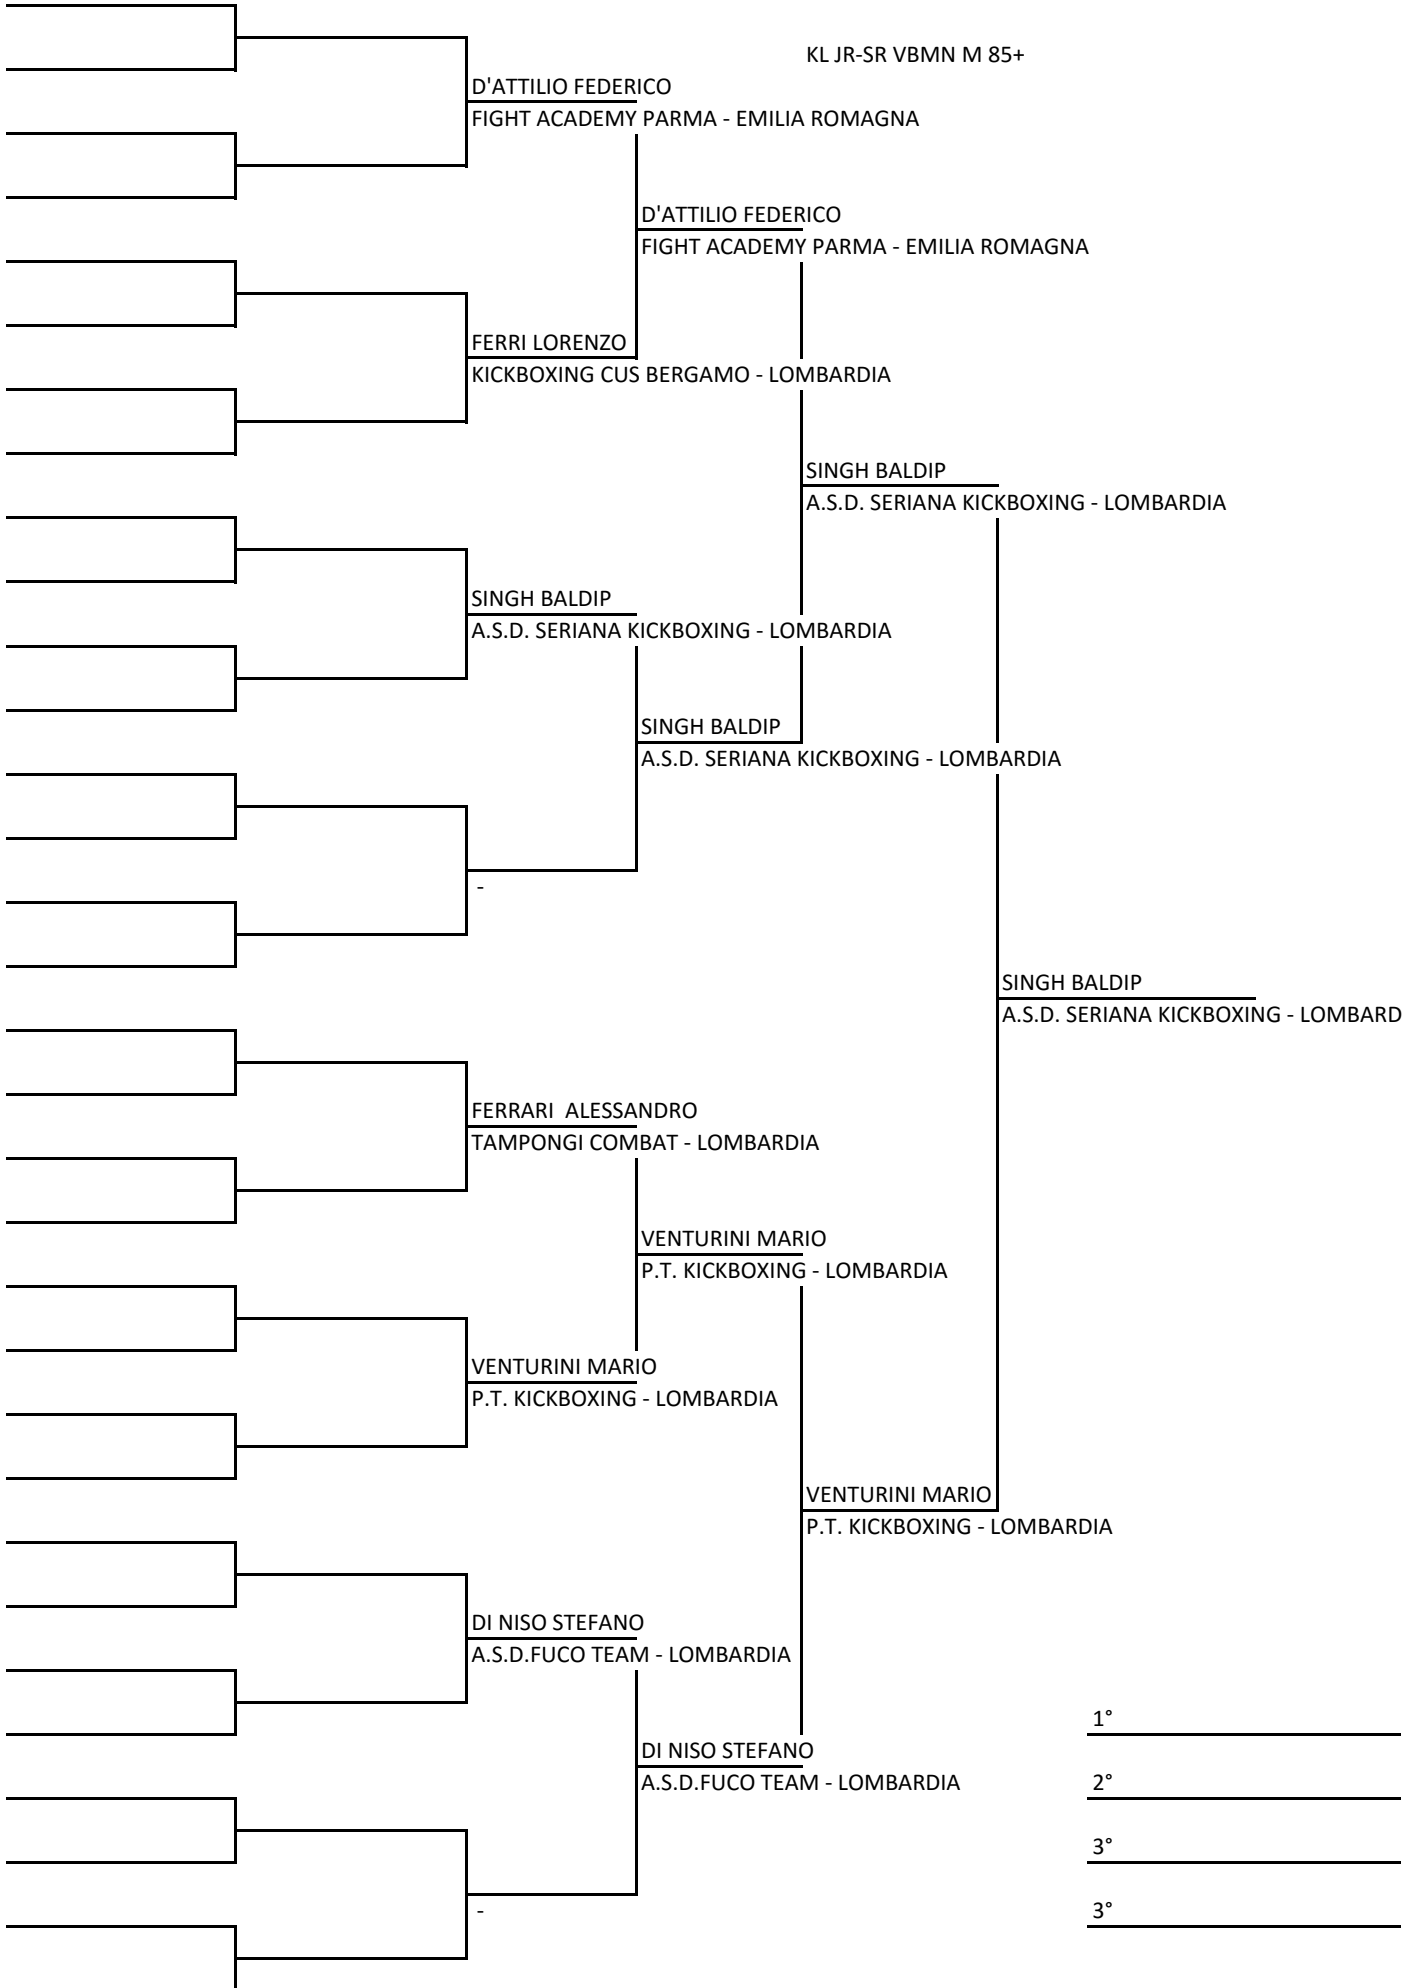 KL JR-SR VBMN M 85+
D'ATTILIO FEDERICO
FIGHT ACADEMY PARMA - EMILIA ROMAGNA
D'ATTILIO FEDERICO
FIGHT ACADEMY PARMA - EMILIA ROMAGNA
FERRI LORENZO
KICKBOXING CUS BERGAMO - LOMBARDIA
SINGH BALDIP
A.S.D. SERIANA KICKBOXING - LOMBARDIA
SINGH BALDIP
A.S.D. SERIANA KICKBOXING - LOMBARDIA
SINGH BALDIP
A.S.D. SERIANA KICKBOXING - LOMBARDIA
-
SINGH BALDIP
A.S.D. SERIANA KICKBOXING - LOMBARD
FERRARI  ALESSANDRO
TAMPONGI COMBAT - LOMBARDIA
VENTURINI MARIO
P.T. KICKBOXING - LOMBARDIA
VENTURINI MARIO
P.T. KICKBOXING - LOMBARDIA
VENTURINI MARIO
P.T. KICKBOXING - LOMBARDIA
DI NISO STEFANO
A.S.D.FUCO TEAM - LOMBARDIA
1°
DI NISO STEFANO
A.S.D.FUCO TEAM - LOMBARDIA
2°
3°
-
3°